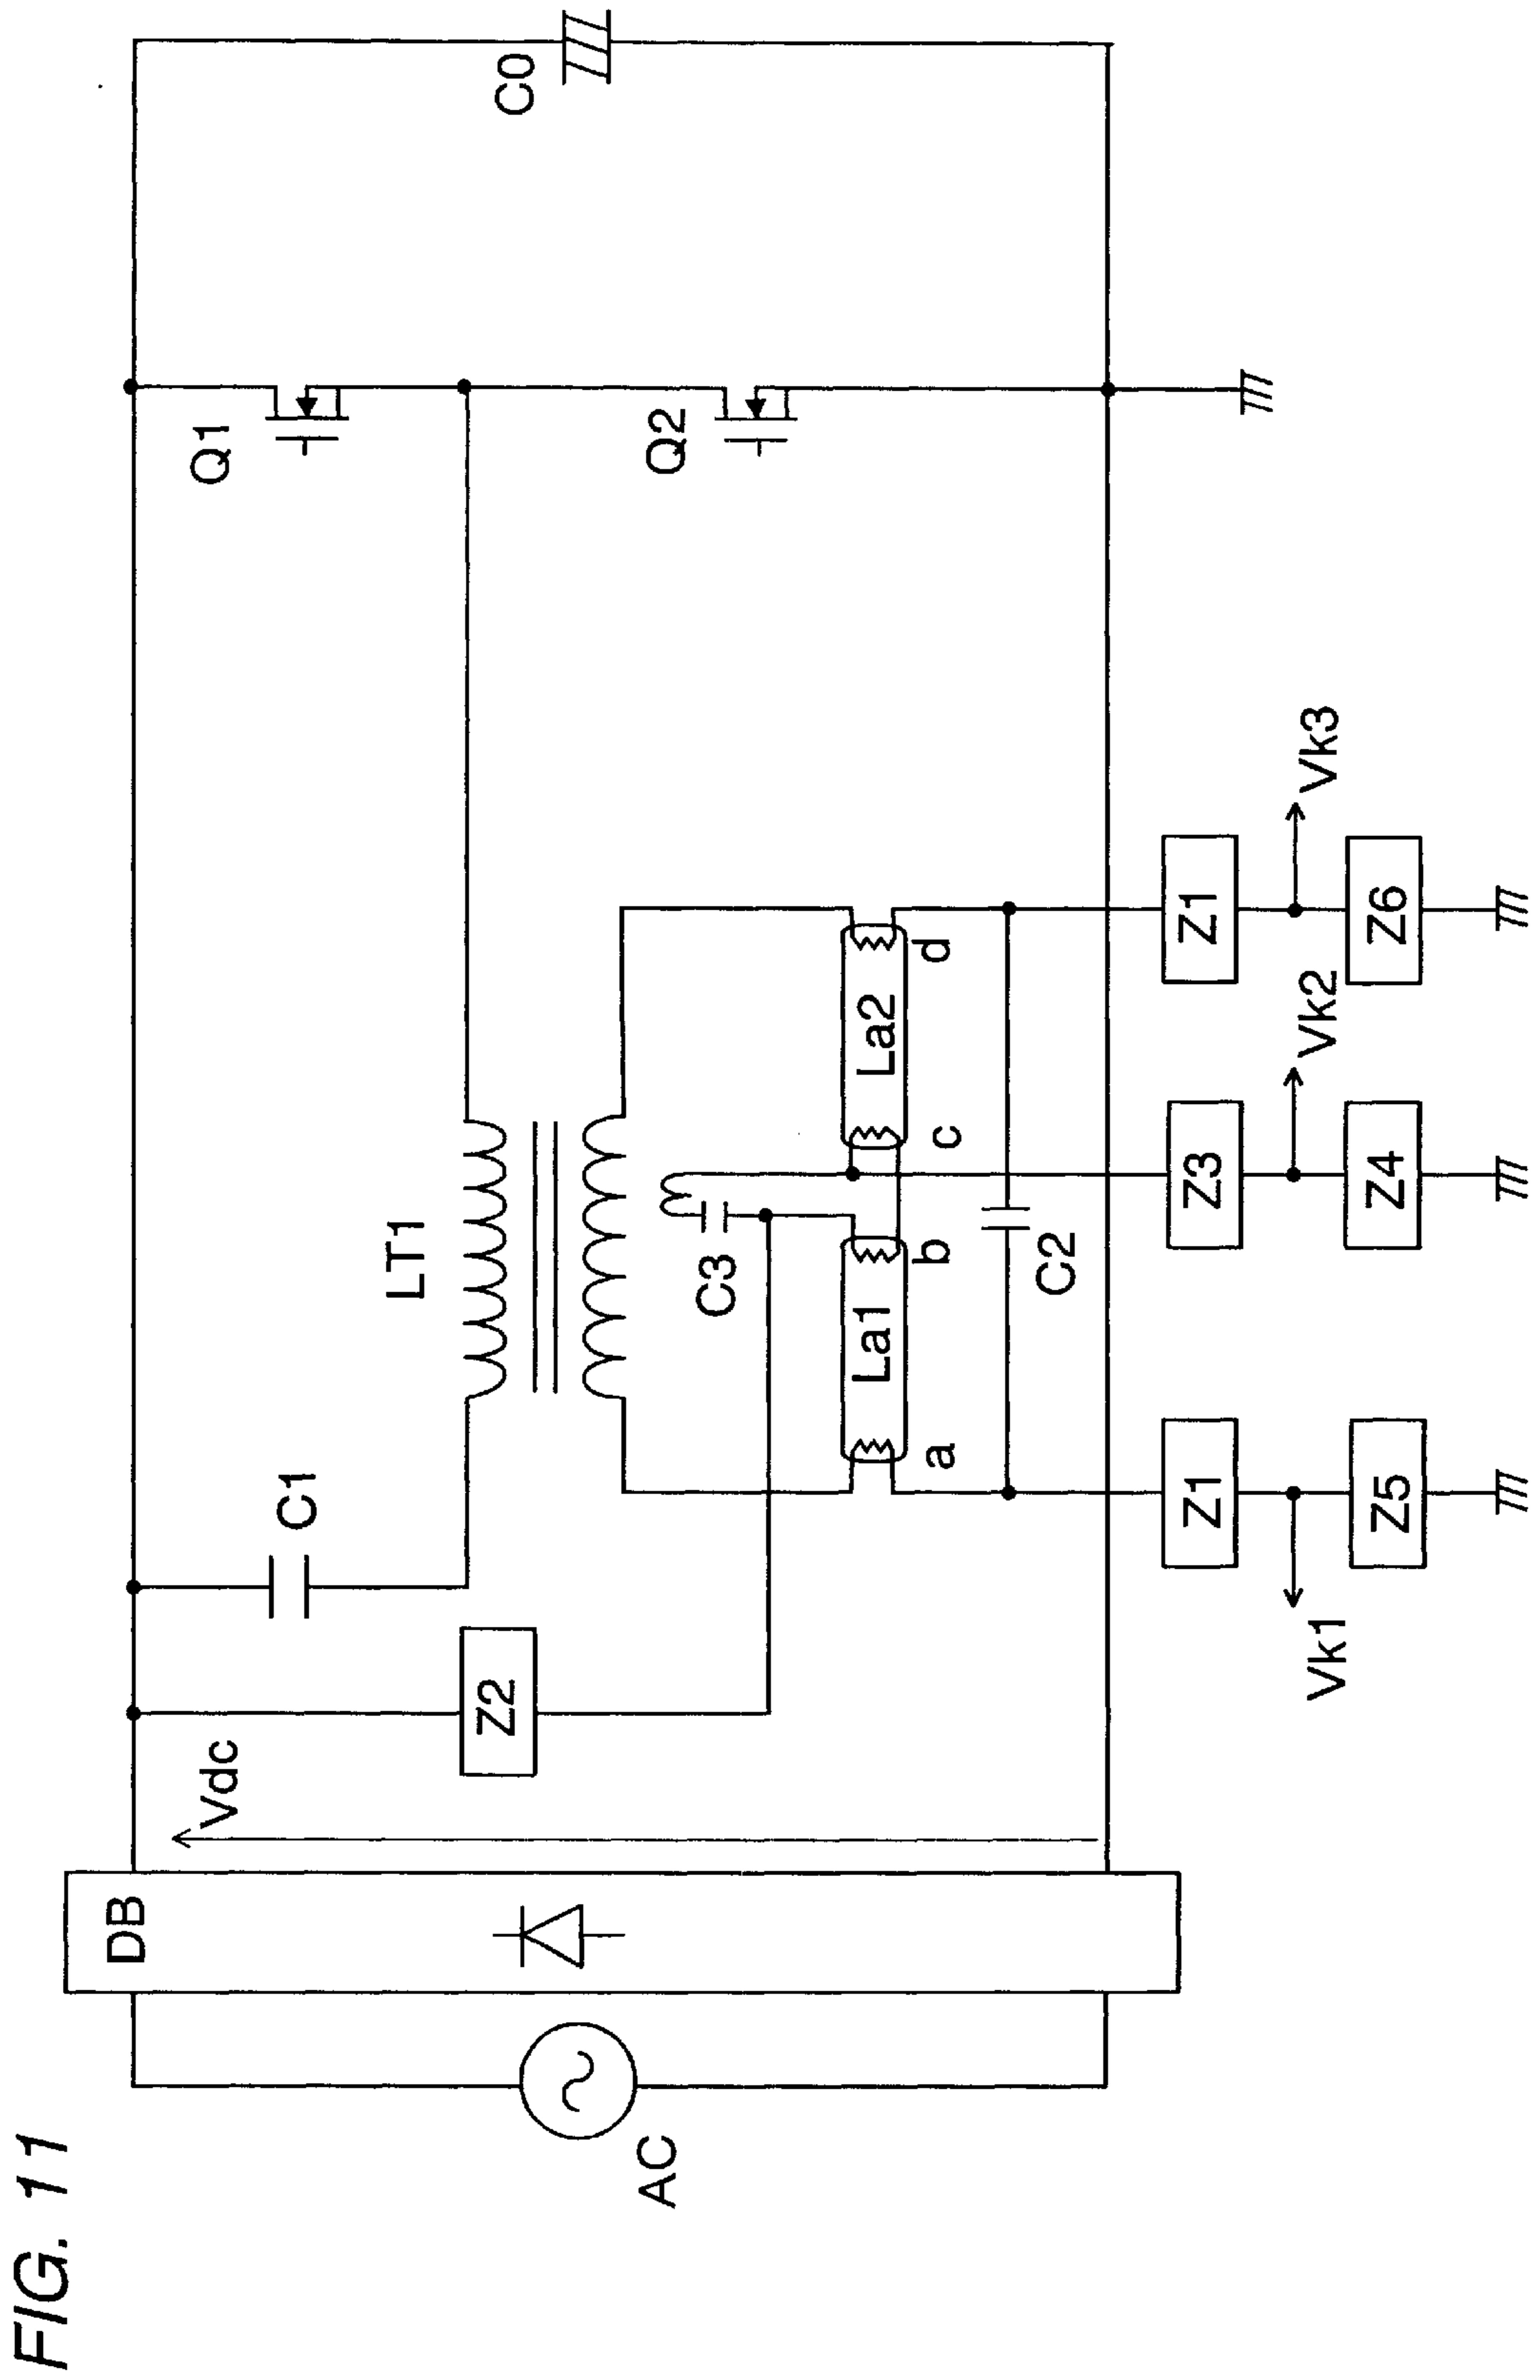 FIG. 11
AC
DB
Vdc
Z2
C1
LT1
C3
La1
La2
a
b
c
d
C2
Q1
Q2
C0
Z1
Vk1
Z5
Z3
Vk2
Z4
Z1
Vk3
Z6